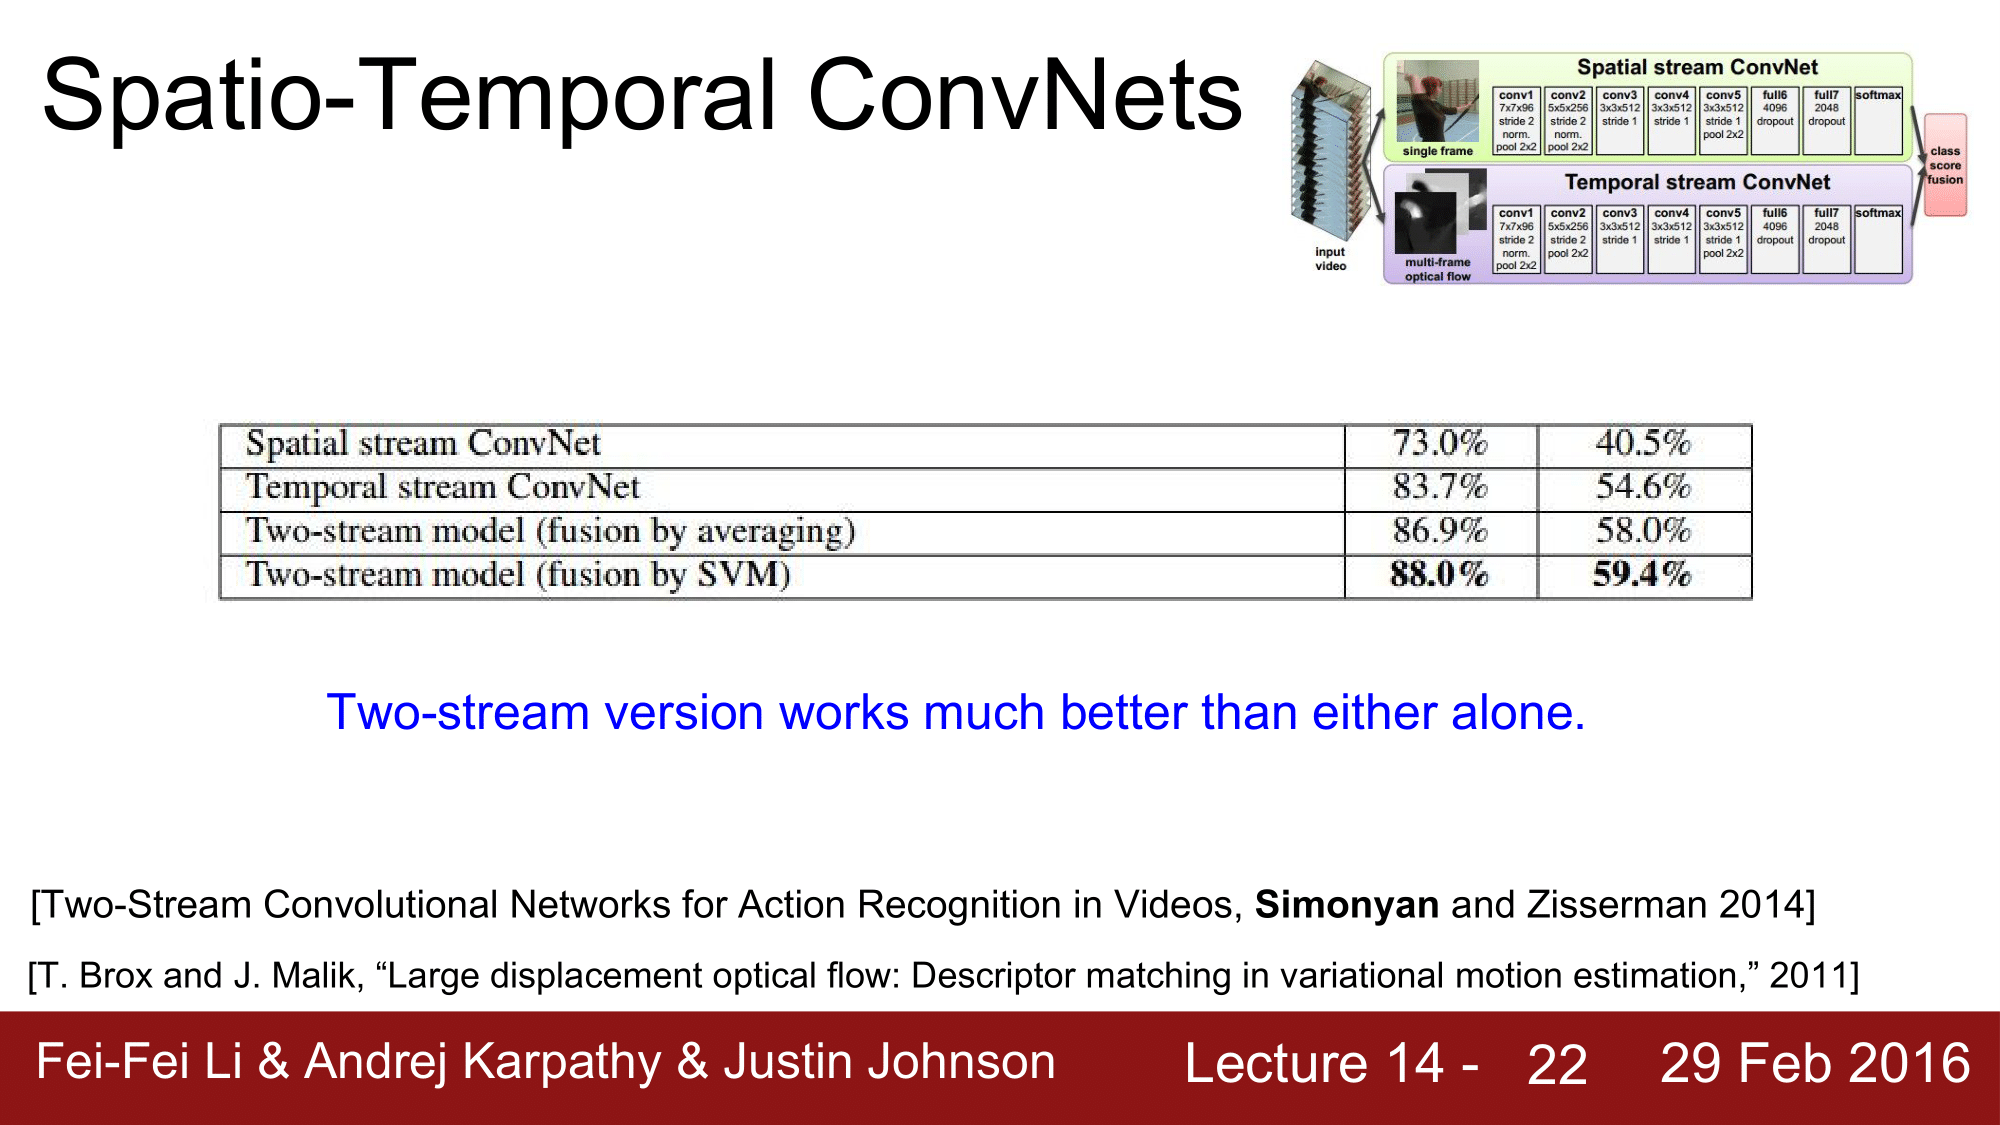 Spatio-Temporal ConvNets
input
video
single frame
Spatial stream ConvNet
conv1 7x7x96 stride 2 norm. pool 2x2
conv2 5x5x256 stride 2 norm. pool 2x2
conv3 3x3x512 stride 1
conv4 3x3x512 stride 1
conv5 3x3x512 stride 1 pool 2x2
full6 4096 dropout
full7 2048 dropout
softmax
multi-frame
optical flow
Temporal stream ConvNet
conv1 7x7x96 stride 2 norm. pool 2x2
conv2 5x5x256 stride 2 pool 2x2
conv3 3x3x512 stride 1
conv4 3x3x512 stride 1
conv5 3x3x512 stride 1 pool 2x2
full6 4096 dropout
full7 2048 dropout
softmax
class
score
fusion
Spatial stream ConvNet 73.0% 40.5%
Temporal stream ConvNet 83.7% 54.6%
Two-stream model (fusion by averaging) 86.9% 58.0%
Two-stream model (fusion by SVM) 88.0% 59.4%
Two-stream version works much better than either alone.
[Two-Stream Convolutional Networks for Action Recognition in Videos, Simonyan and Zisserman 2014]
[T. Brox and J. Malik, “Large displacement optical flow: Descriptor matching in variational motion estimation,” 2011]
Fei-Fei Li & Andrej Karpathy & Justin Johnson Lecture 14 - 22 29 Feb 2016